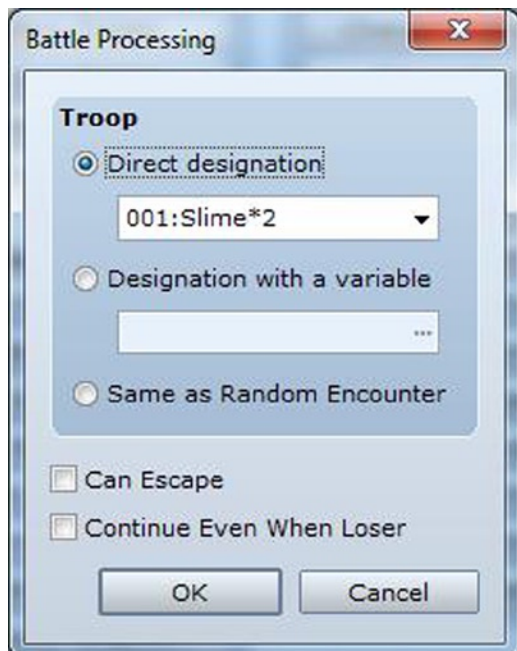 Battle Processing
Troop
Direct designation
001:Slime*2
Designation with a variable
...
Same as Random Encounter
Can Escape
Continue Even When Loser
OK Cancel